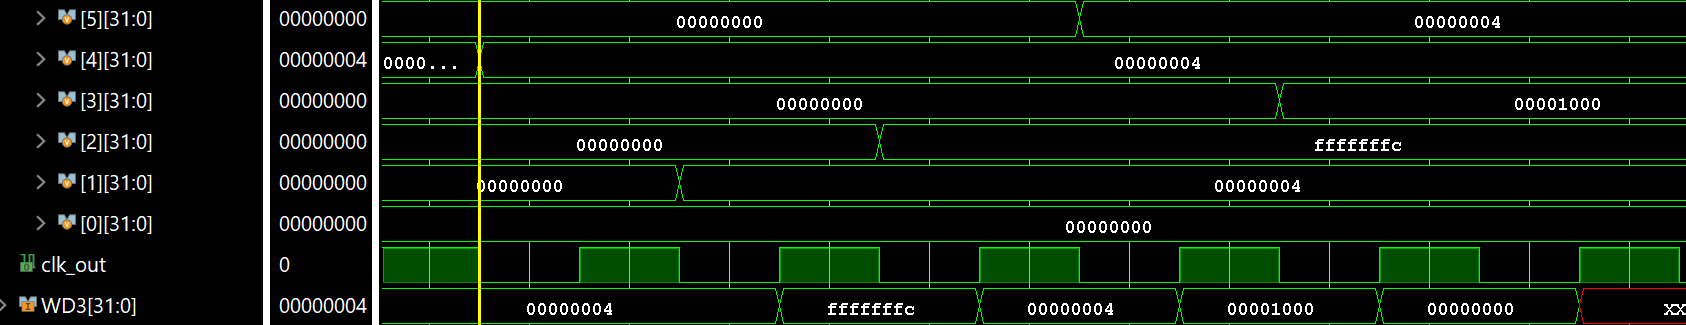 [5][31:0] 00000000 00000000 00000004
[4][31:0] 00000004 0000... 00000004
[3][31:0] 00000000 00000000 00001000
[2][31:0] 00000000 00000000 fffffffc
[1][31:0] 00000000 00000000 00000004
[0][31:0] 00000000 00000000
clk_out 0
WD3[31:0] 00000004 00000004 fffffffc 00000004 00001000 00000000 XX